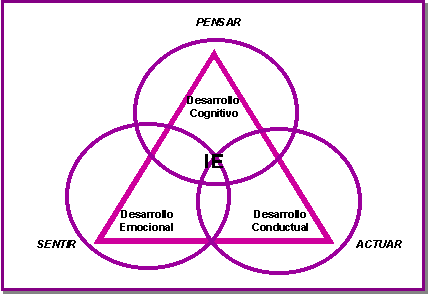 PENSAR
Desarrollo
Cognitivo
IE
Desarrollo
Emocional
Desarrollo
Conductual
SENTIR
ACTUAR